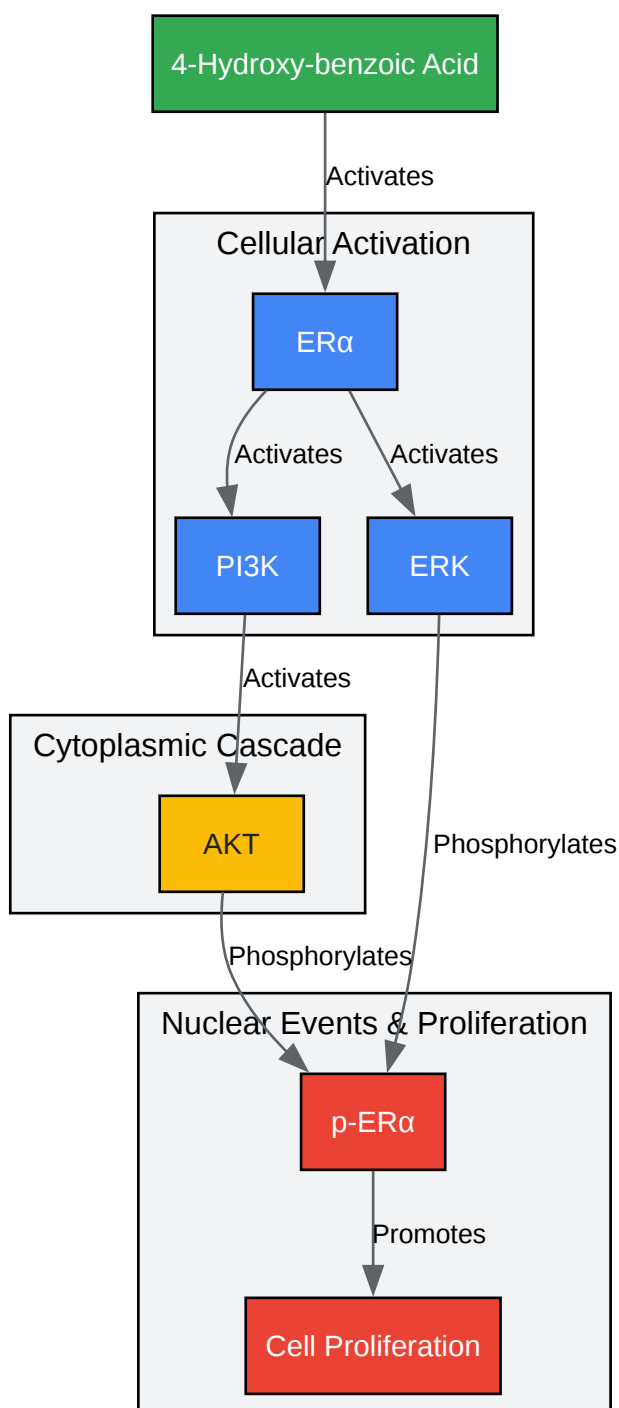 4-Hydroxy-benzoic Acid
Activates
Cellular Activation
ERα
Activates
Activates
PI3K
ERK
Activates
Cytoplasmic Cascade
AKT
Phosphorylates
Phosphorylates
Nuclear Events & Proliferation
p-ERα
Promotes
Cell Proliferation